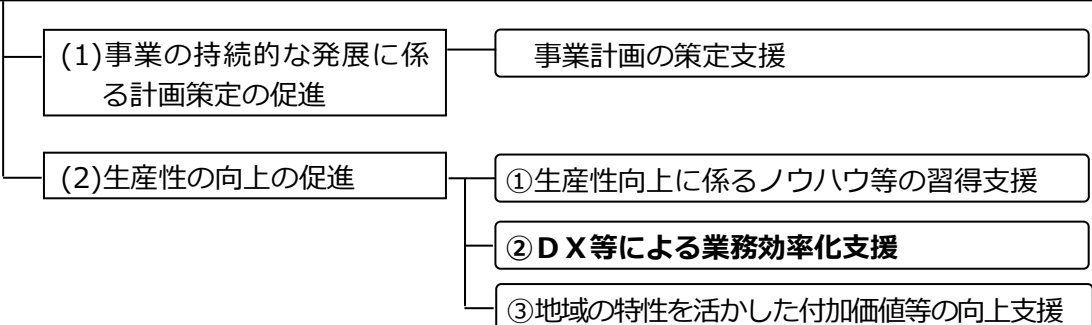 (1)事業の持続的な発展に係
る計画策定の促進
事業計画の策定支援
(2)生産性の向上の促進
①生産性向上に係るノウハウ等の習得支援
②ＤＸ等による業務効率化支援
③地域の特性を活かした付加価値等の向上支援